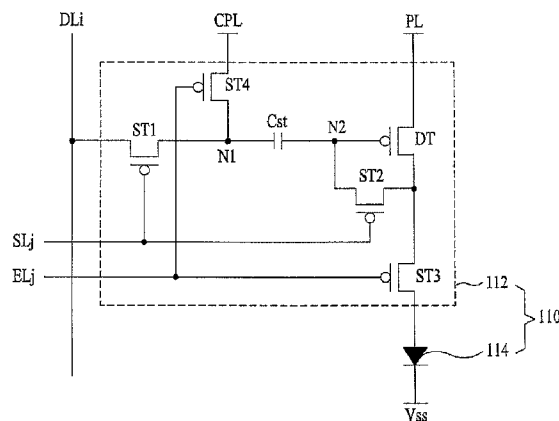 DLi CPL PL
ST4
ST1 Cst N2 DT
N1 ST2
SLj
ELj ST3
112
110
114
Vss